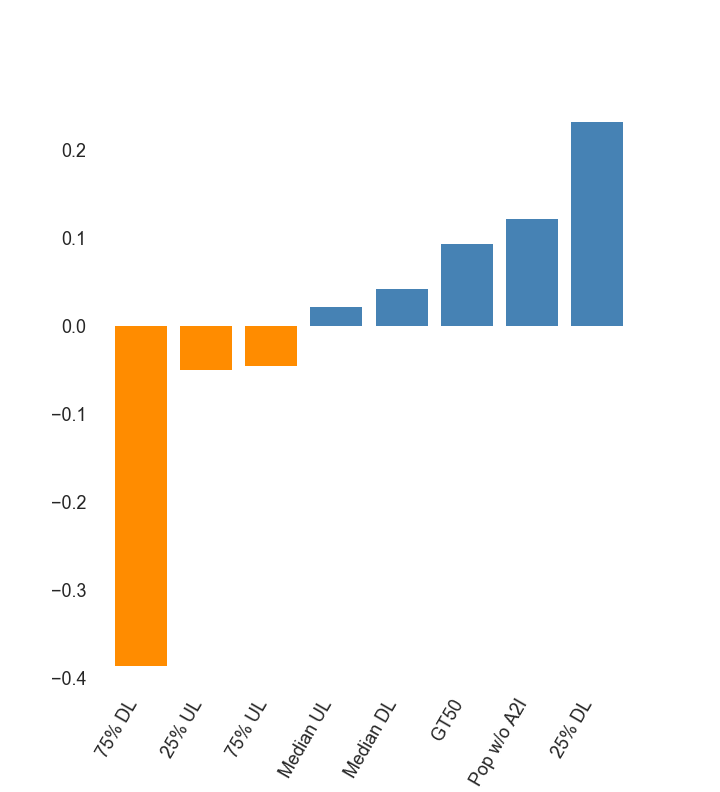 0.2
0.1
0.0
−0.1
−0.2
−0.3
−0.4
75% DL
25% UL
75% UL
Median UL
Median DL
GT50
Pop w/o A2I
25% DL